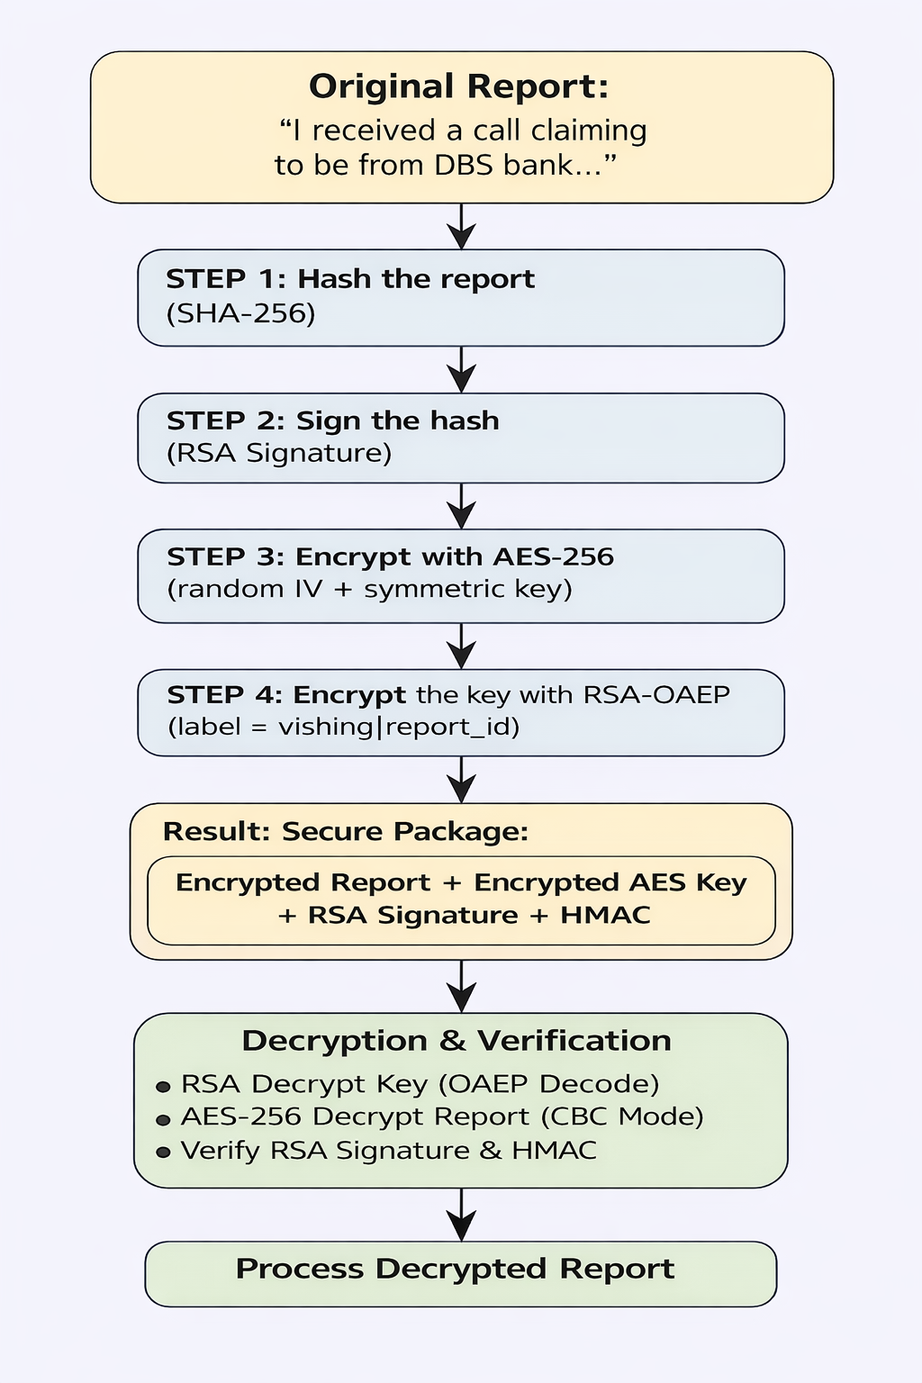 Original Report:
“I received a call claiming
to be from DBS bank...”
STEP 1: Hash the report
(SHA-256)
STEP 2: Sign the hash
(RSA Signature)
STEP 3: Encrypt with AES-256
(random IV + symmetric key)
STEP 4: Encrypt the key with RSA-OAEP
(label = vishing|report_id)
Result: Secure Package:
Encrypted Report + Encrypted AES Key
+ RSA Signature + HMAC
Decryption & Verification
● RSA Decrypt Key (OAEP Decode)
● AES-256 Decrypt Report (CBC Mode)
● Verify RSA Signature & HMAC
Process Decrypted Report